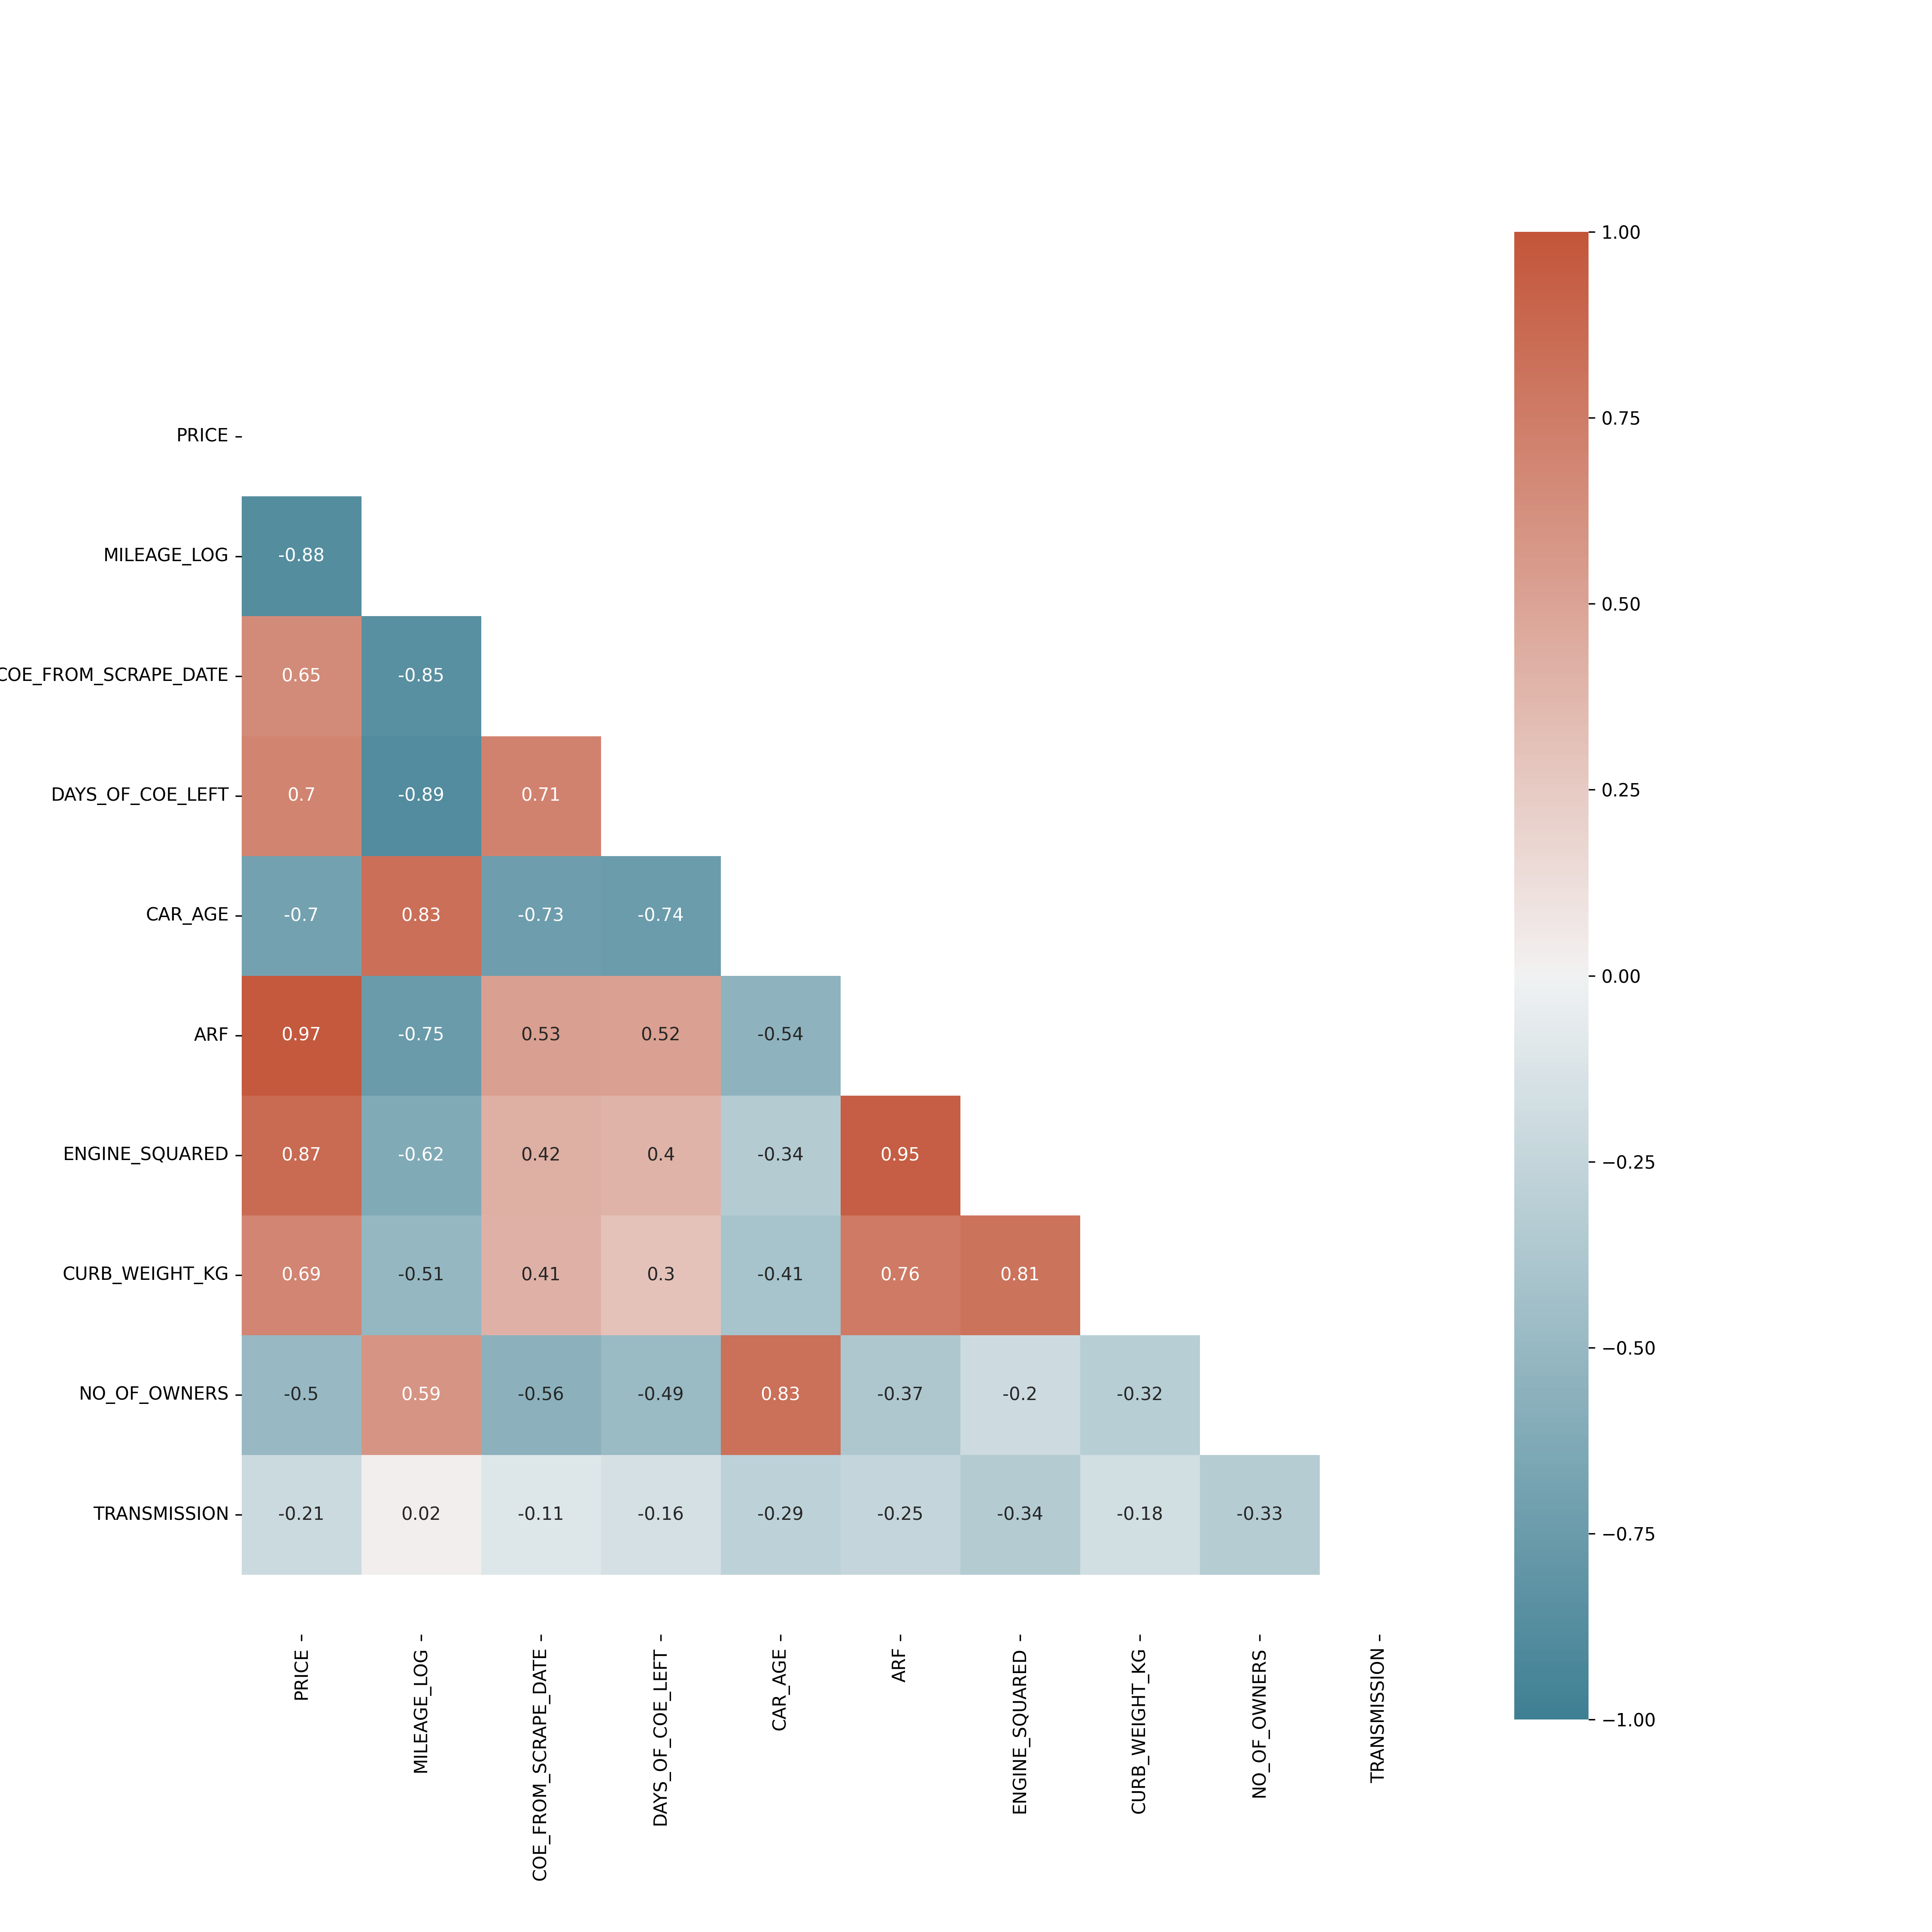 1.00
0.75
PRICE
MILEAGE_LOG -0.88
0.50
COE_FROM_SCRAPE_DATE 0.65 -0.85
DAYS_OF_COE_LEFT 0.7 -0.89 0.71
0.25
CAR_AGE -0.7 0.83 -0.73 -0.74
0.00
ARF 0.97 -0.75 0.53 0.52 -0.54
ENGINE_SQUARED 0.87 -0.62 0.42 0.4 -0.34 0.95
−0.25
CURB_WEIGHT_KG 0.69 -0.51 0.41 0.3 -0.41 0.76 0.81
−0.50
NO_OF_OWNERS -0.5 0.59 -0.56 -0.49 0.83 -0.37 -0.2 -0.32
TRANSMISSION -0.21 0.02 -0.11 -0.16 -0.29 -0.25 -0.34 -0.18 -0.33
−0.75
−1.00
PRICE
MILEAGE_LOG
COE_FROM_SCRAPE_DATE
DAYS_OF_COE_LEFT
CAR_AGE
ARF
ENGINE_SQUARED
CURB_WEIGHT_KG
NO_OF_OWNERS
TRANSMISSION